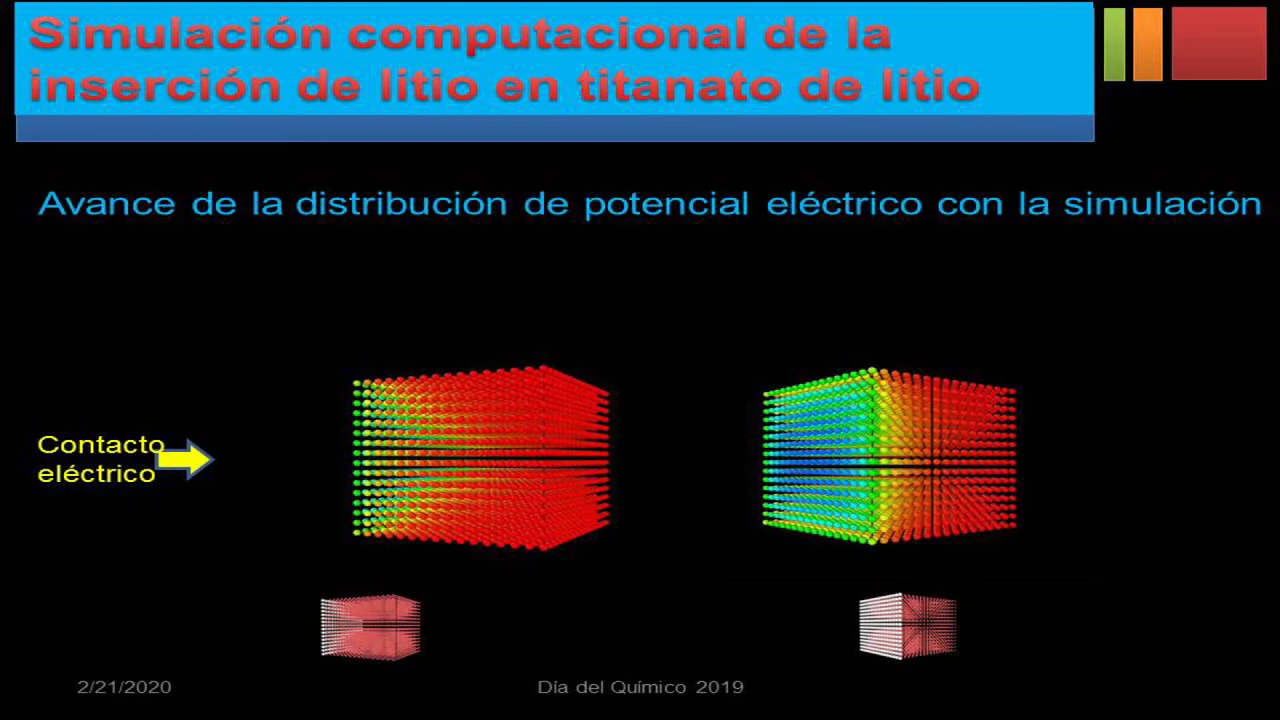 Simulación computacional de la
inserción de litio en titanato de litio
Avance de la distribución de potencial eléctrico con la simulación
Contacto
eléctrico
2/21/2020
Día del Químico 2019